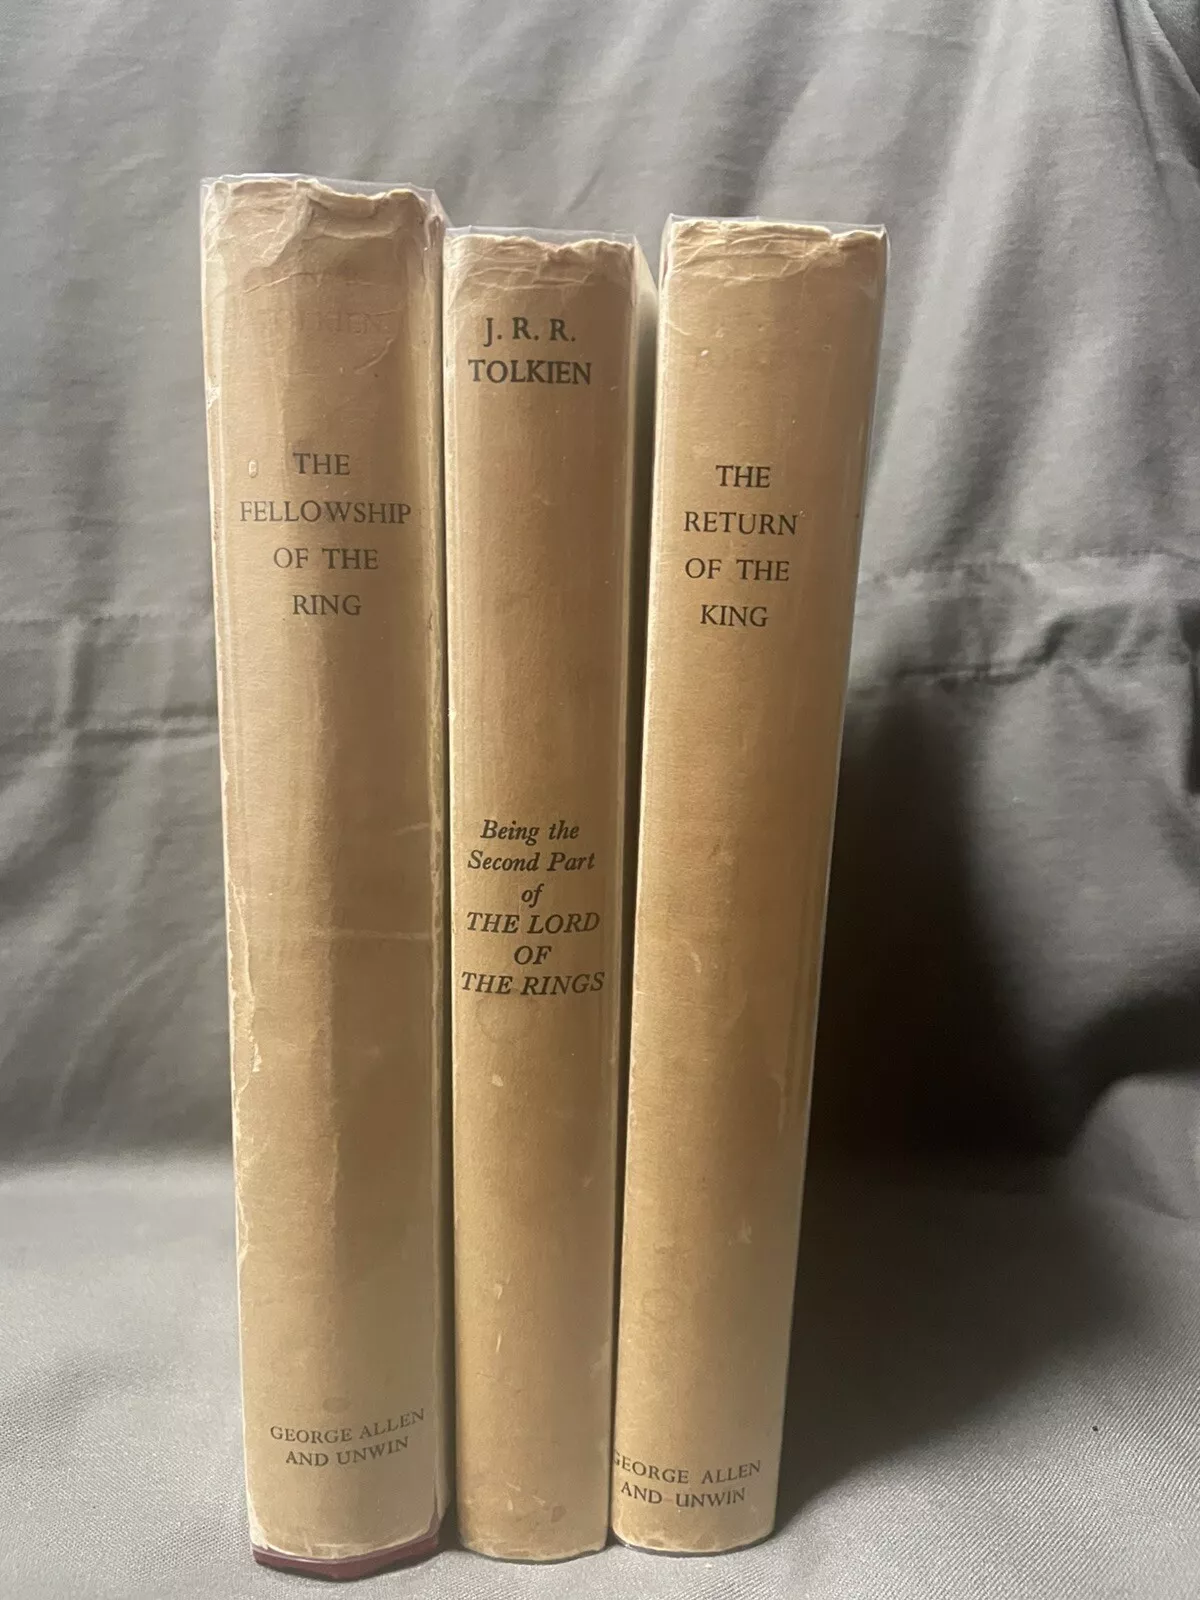 TOLKIEN
THE
FELLOWSHIP
OF THE
RING
GEORGE ALLEN
AND UNWIN
J. R. R.
TOLKIEN
Being the
Second Part
of
THE LORD
OF
THE RINGS
THE
RETURN
OF THE
KING
GEORGE ALLEN
AND UNWIN